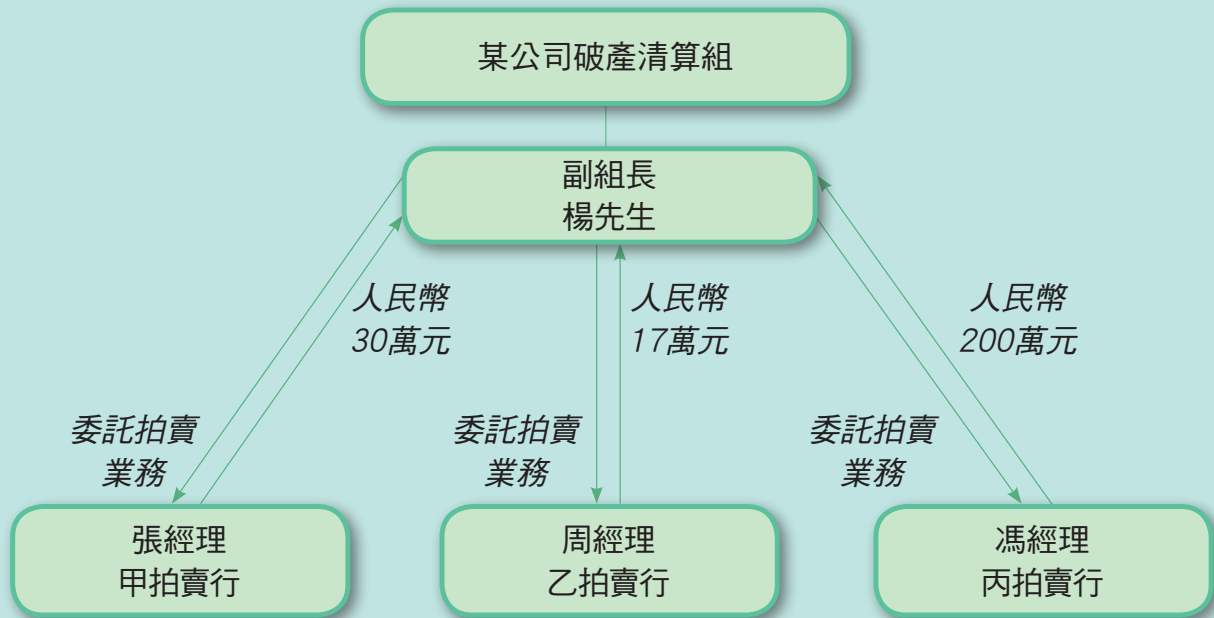 某公司破產清算組
副組長
楊先生
人民幣
30萬元
人民幣
17萬元
人民幣
200萬元
委託拍賣
業務
委託拍賣
業務
委託拍賣
業務
張經理
甲拍賣行
周經理
乙拍賣行
馮經理
丙拍賣行